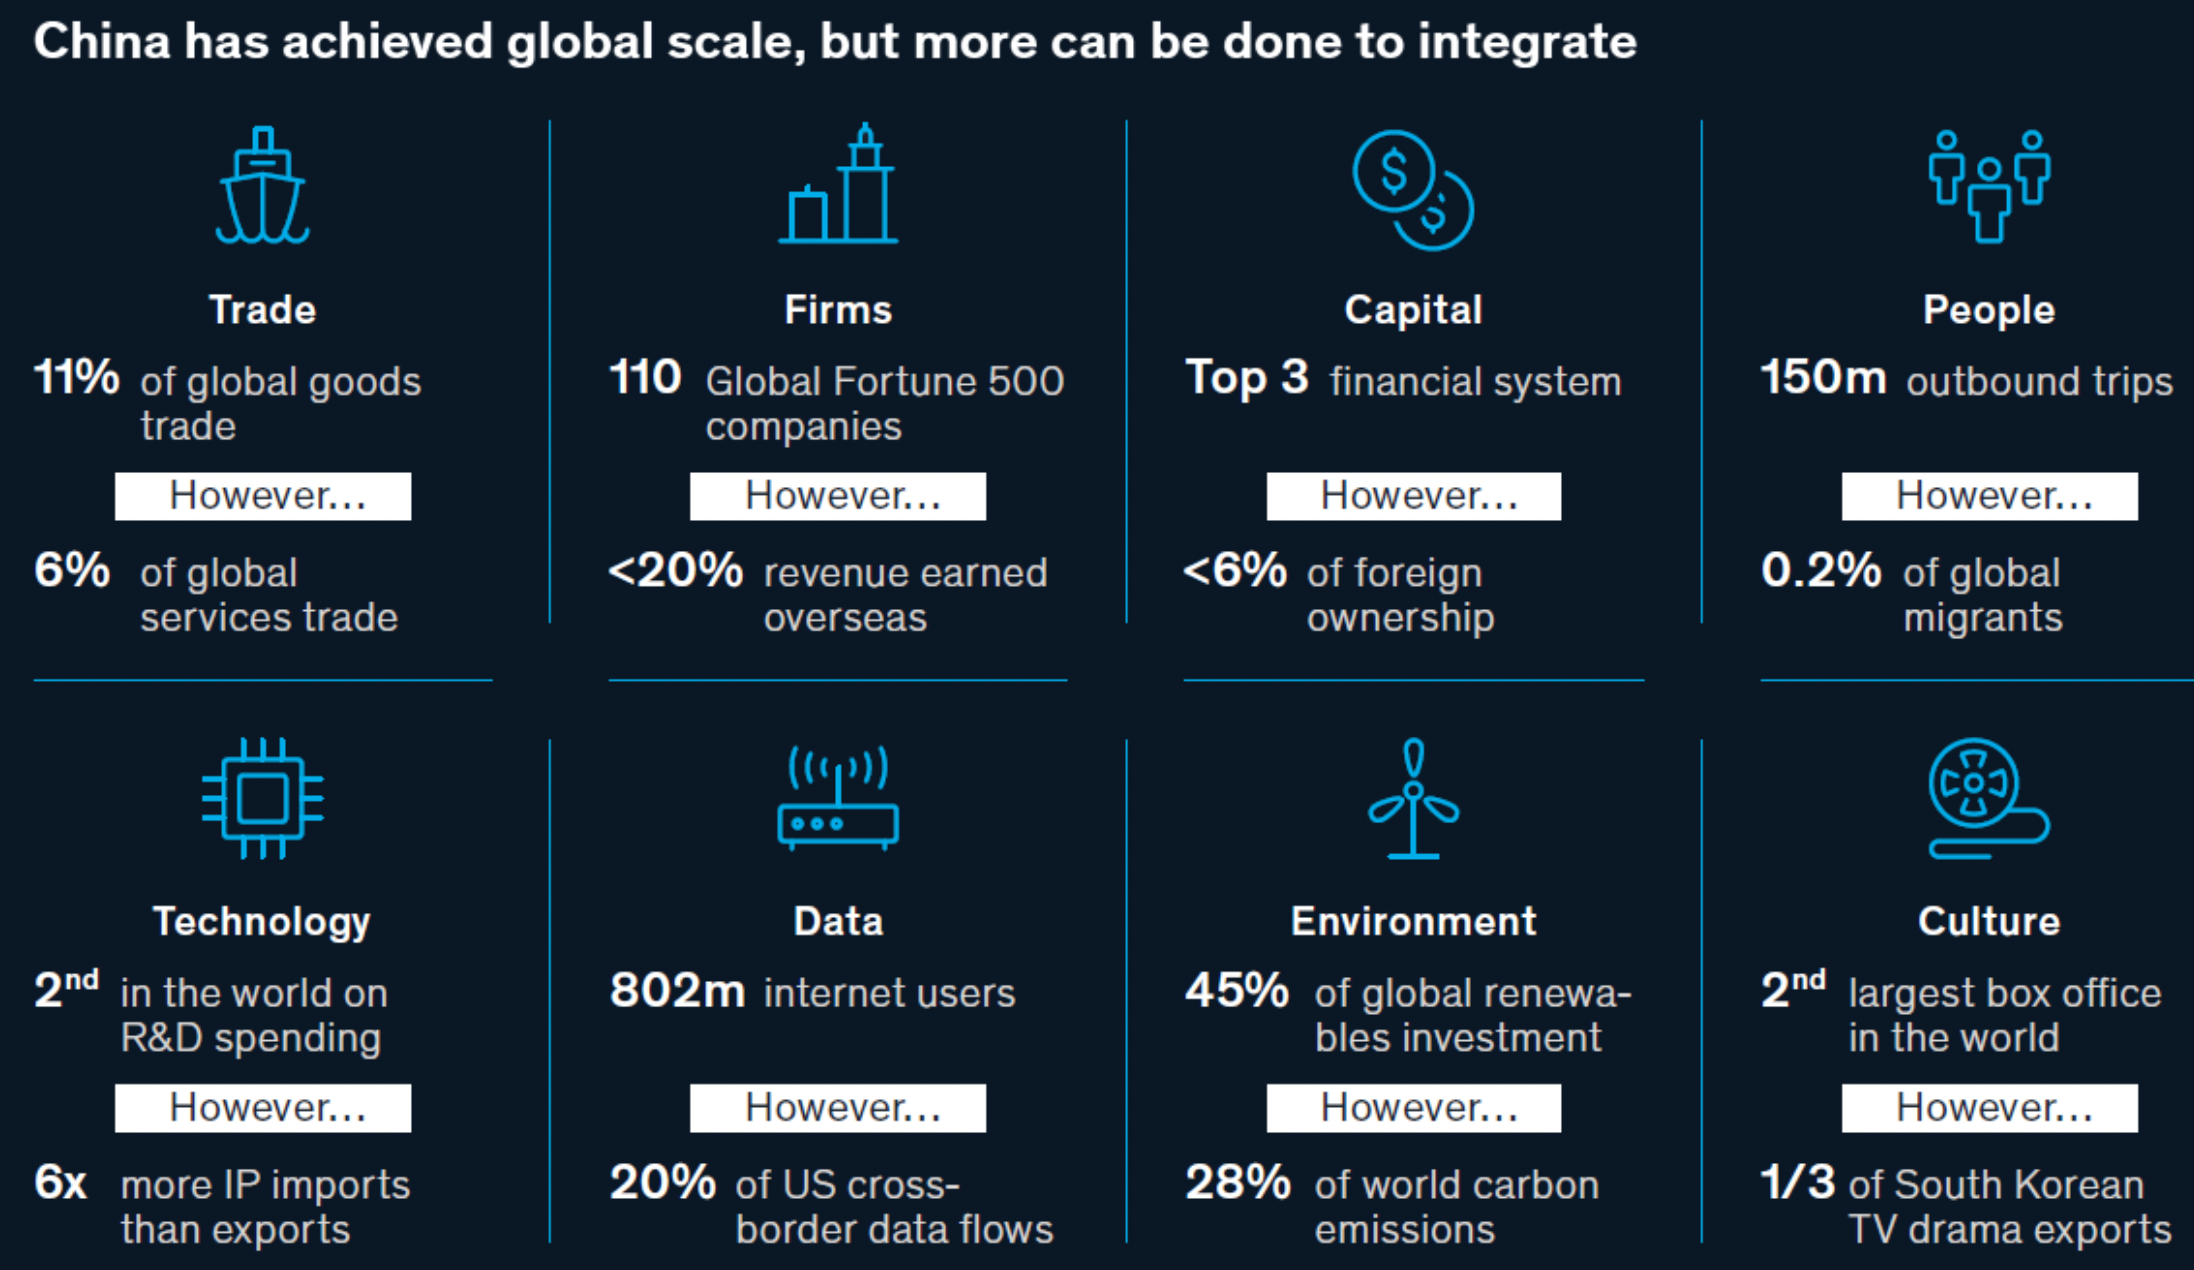 China has achieved global scale, but more can be done to integrate
Trade
11% of global goods
trade
However...
6% of global
services trade
Firms
110 Global Fortune 500
companies
However...
<20% revenue earned
overseas
Capital
Top 3 financial system
However...
<6% of foreign
ownership
People
150m outbound trips
However...
0.2% of global
migrants
Technology
2nd in the world on
R&D spending
However...
6x more IP imports
than exports
Data
802m internet users
However...
20% of US cross-
border data flows
Environment
45% of global renewa-
bles investment
However...
28% of world carbon
emissions
Culture
2nd largest box office
in the world
However...
1/3 of South Korean
TV drama exports